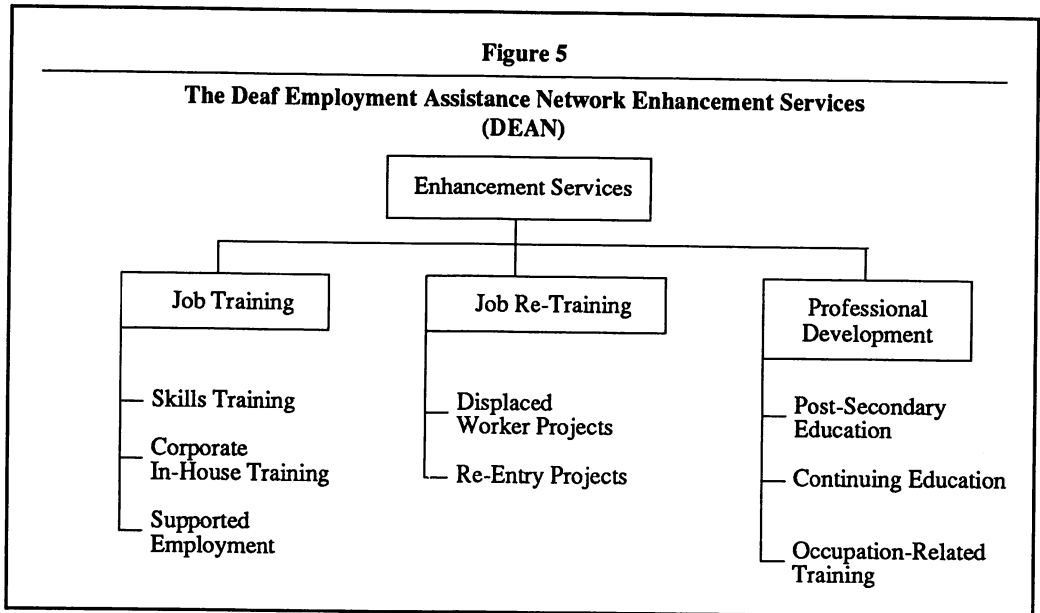 Figure 5
The Deaf Employment Assistance Network Enhancement Services
(DEAN)
Enhancement Services
Job Training
Skills Training
Corporate
In-House Training
Supported
Employment
Job Re-Training
Displaced
Worker Projects
Re-Entry Projects
Professional
Development
Post-Secondary
Education
Continuing Education
Occupation-Related
Training